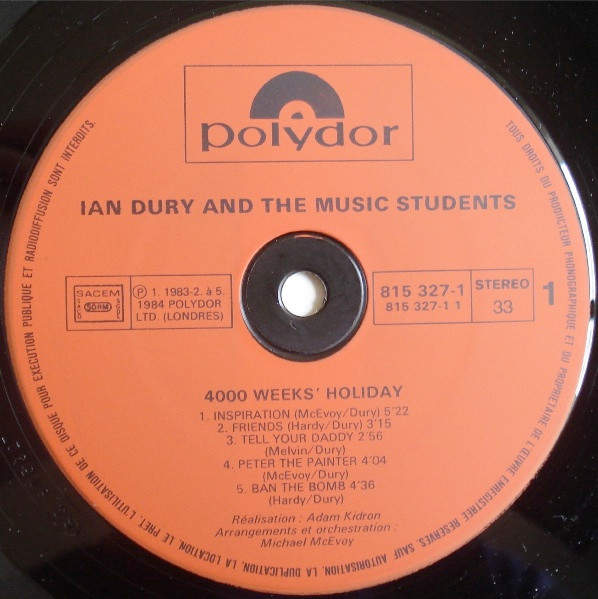 polydor
IAN DURY AND THE MUSIC STUDENTS
SACEM
SDRM
Ⓟ 1. 1983-2. à 5.
1984 POLYDOR
LTD. (LONDRES)
815 327-1
815 327-1 1
STEREO
33
1
4000 WEEKS' HOLIDAY
1. INSPIRATION (McEvoy/Dury) 5'22
2. FRIENDS (Hardy/Dury) 3'15
3. TELL YOUR DADDY 2'56
(Melvin/Dury)
4. PETER THE PAINTER 4'04
(McEvoy/Dury)
5. BAN THE BOMB 4'36
(Hardy/Dury)
Réalisation : Adam Kidron
Arrangements et orchestration :
Michael McEvoy
TOUS DROITS DU PRODUCTEUR PHONOGRAPHIQUE ET DU PROPRIETAIRE DE L'ŒUVRE ENREGISTREE RESERVES. SAUF AUTORISATION, LA DUPLICATION, LA LOCATION, LE PRET, L'UTILISATION DE CE DISQUE POUR EXECUTION PUBLIQUE ET RADIODIFFUSION SONT INTERDITS.